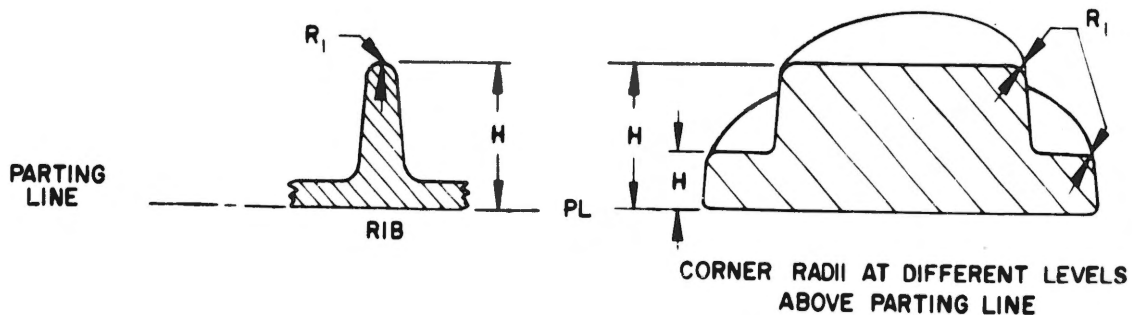 R1
R1
H
H
H
PARTING
LINE
PL
RIB
CORNER RADII AT DIFFERENT LEVELS
ABOVE PARTING LINE